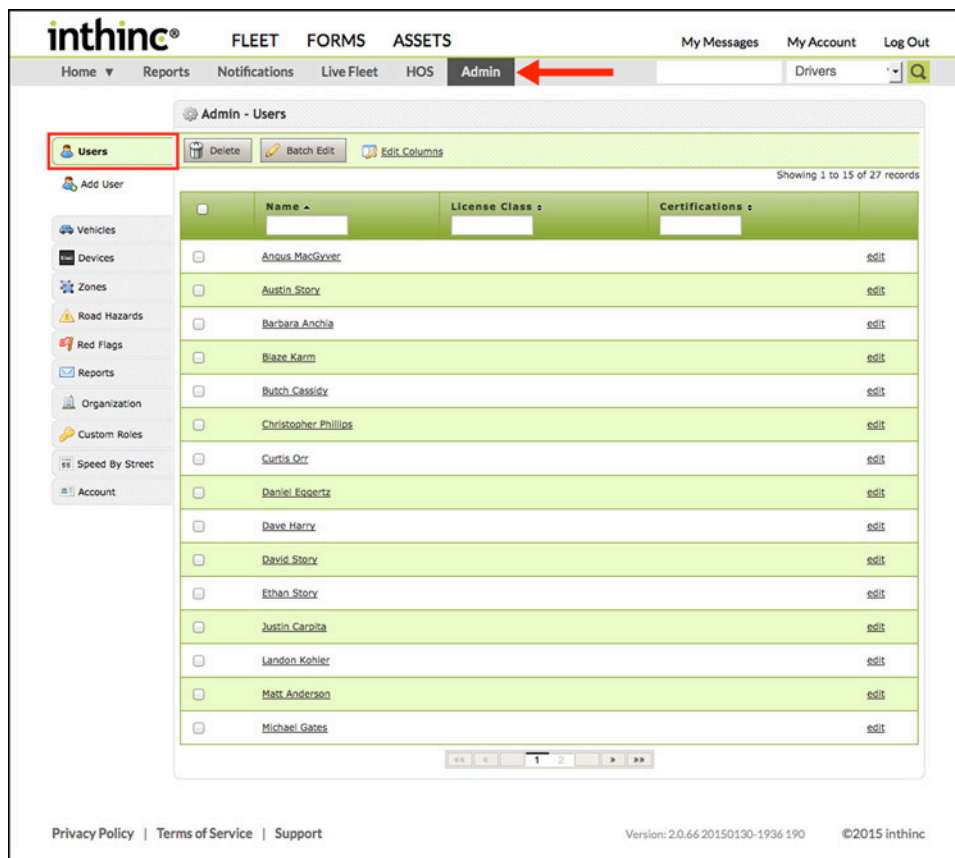 inthinc®
FLEET FORMS ASSETS
My Messages My Account Log Out
Home ▼ Reports Notifications Live Fleet HOS Admin
Drivers
Admin - Users
Users
Delete Batch Edit Edit Columns
Add User
Showing 1 to 15 of 27 records
Name License Class Certifications
Vehicles
Devices
Zones
Road Hazards
Red Flags
Reports
Organization
Custom Roles
Speed By Street
Account
Angus MacGyver edit
Austin Story edit
Barbara Anchia edit
Blaze Karm edit
Butch Cassidy edit
Christopher Phillips edit
Curtis Orr edit
Daniel Eggertz edit
Dave Harry edit
David Story edit
Ethan Story edit
Justin Carpita edit
Landon Kohler edit
Matt Anderson edit
Michael Gates edit
«« « 1 2 » »»
Privacy Policy | Terms of Service | Support
Version: 2.0.66 20150130-1936 190 ©2015 inthinc